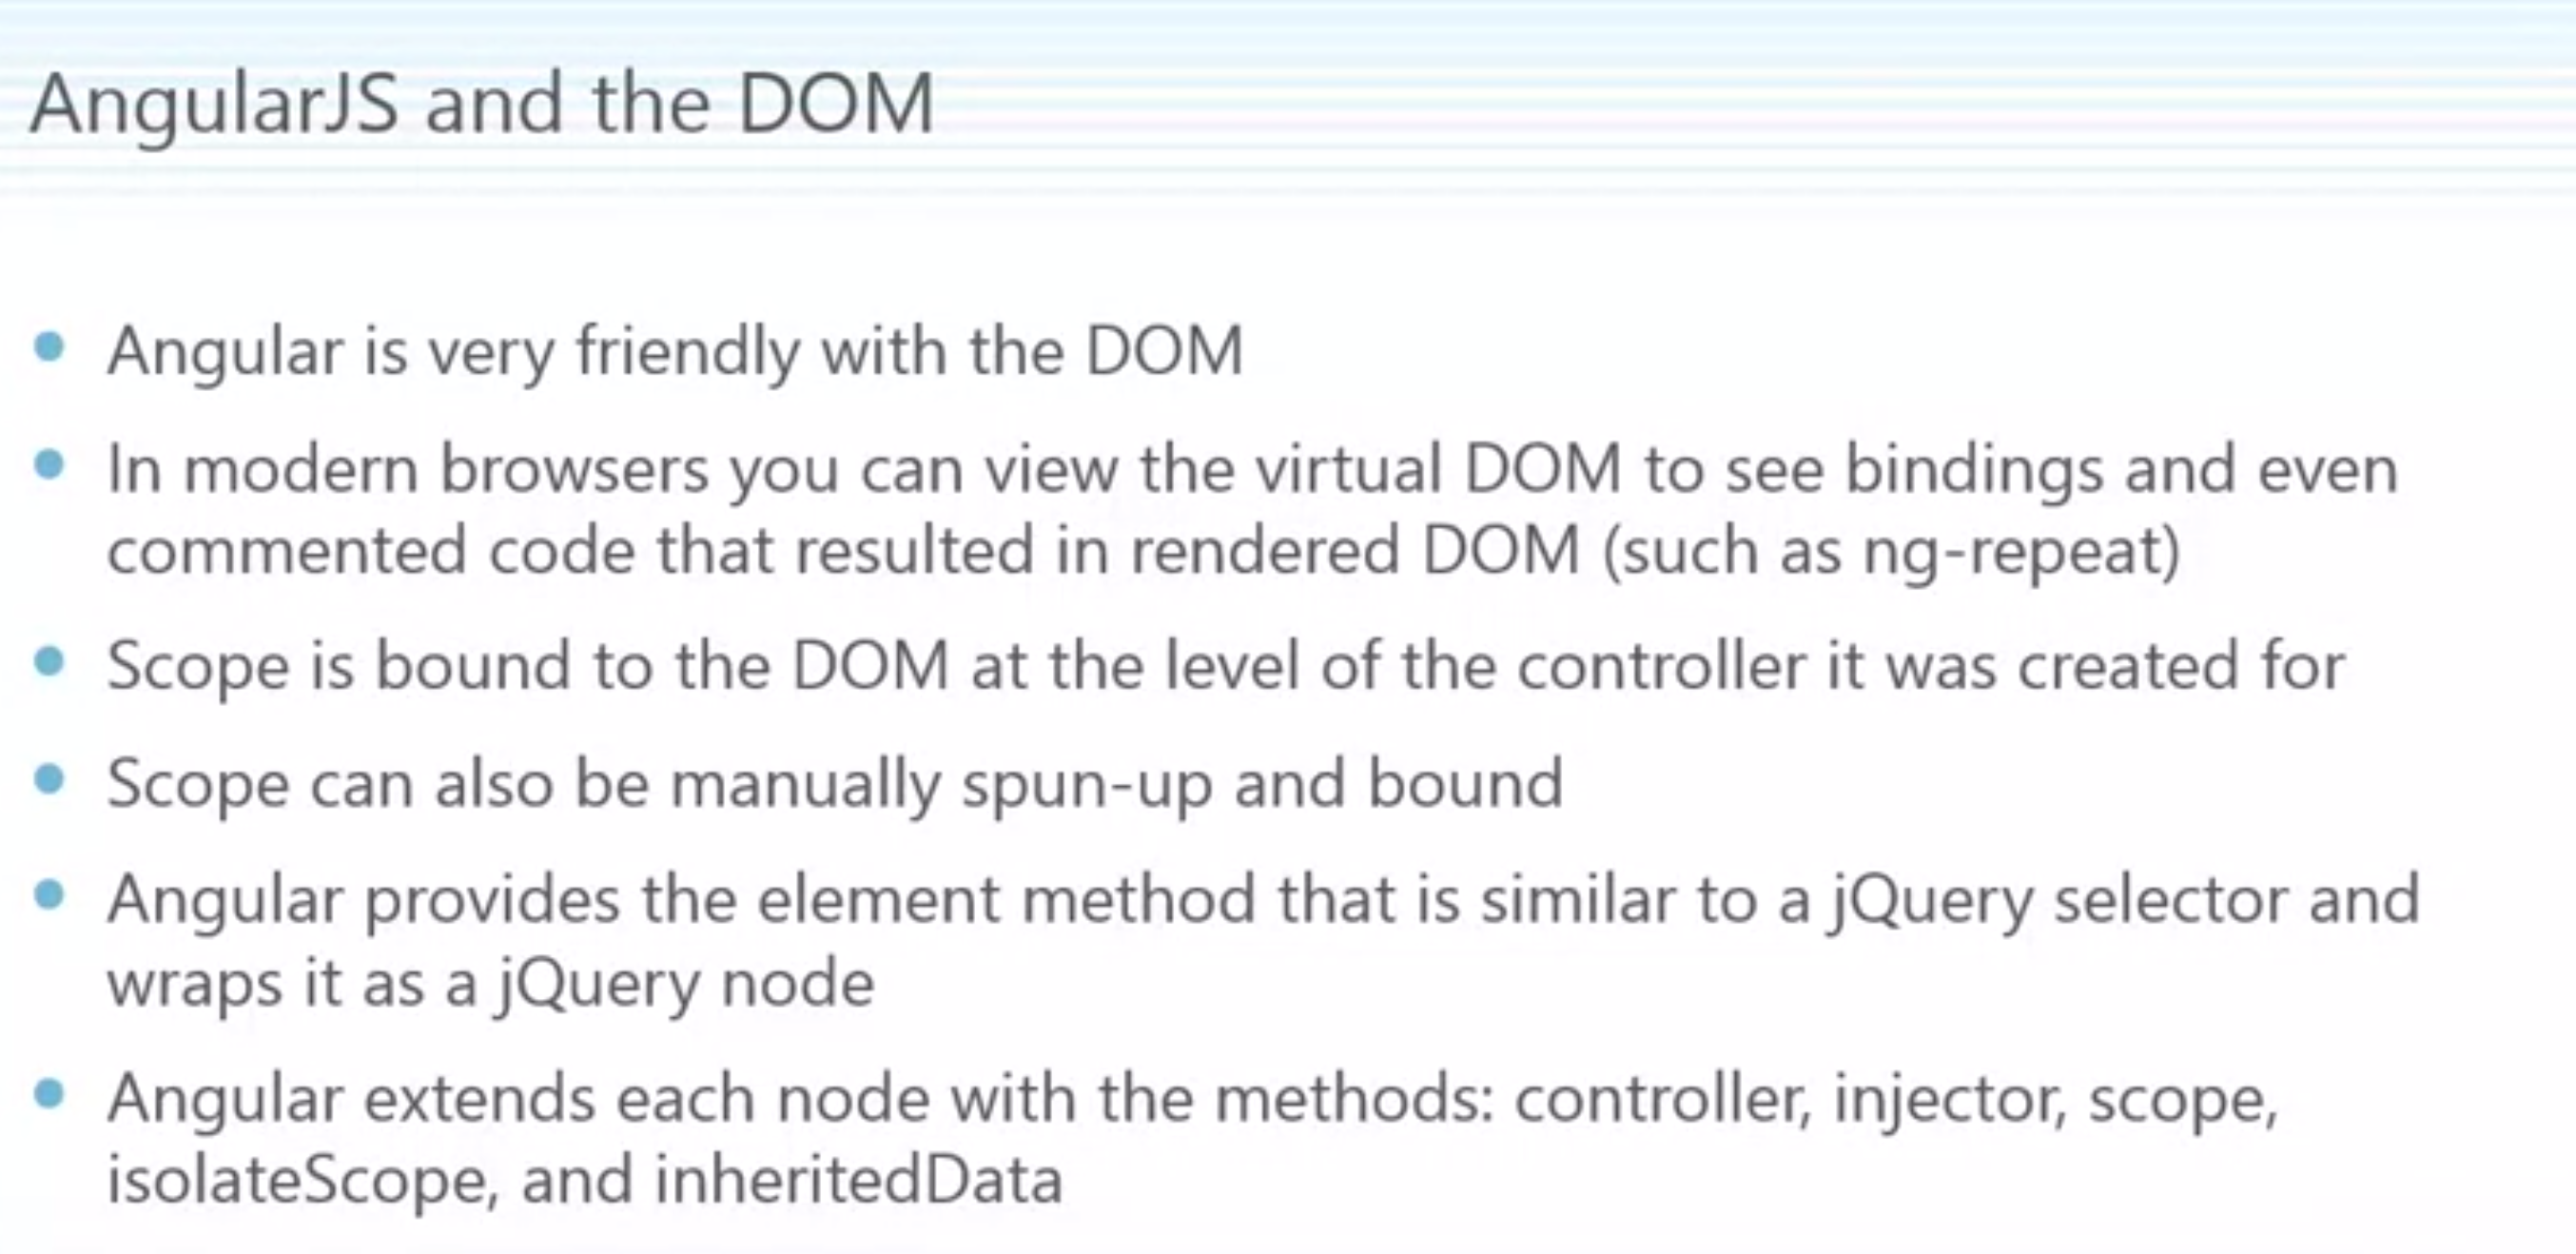 AngularJS and the DOM
• Angular is very friendly with the DOM
• In modern browsers you can view the virtual DOM to see bindings and even
commented code that resulted in rendered DOM (such as ng-repeat)
• Scope is bound to the DOM at the level of the controller it was created for
• Scope can also be manually spun-up and bound
• Angular provides the element method that is similar to a jQuery selector and
wraps it as a jQuery node
• Angular extends each node with the methods: controller, injector, scope,
isolateScope, and inheritedData